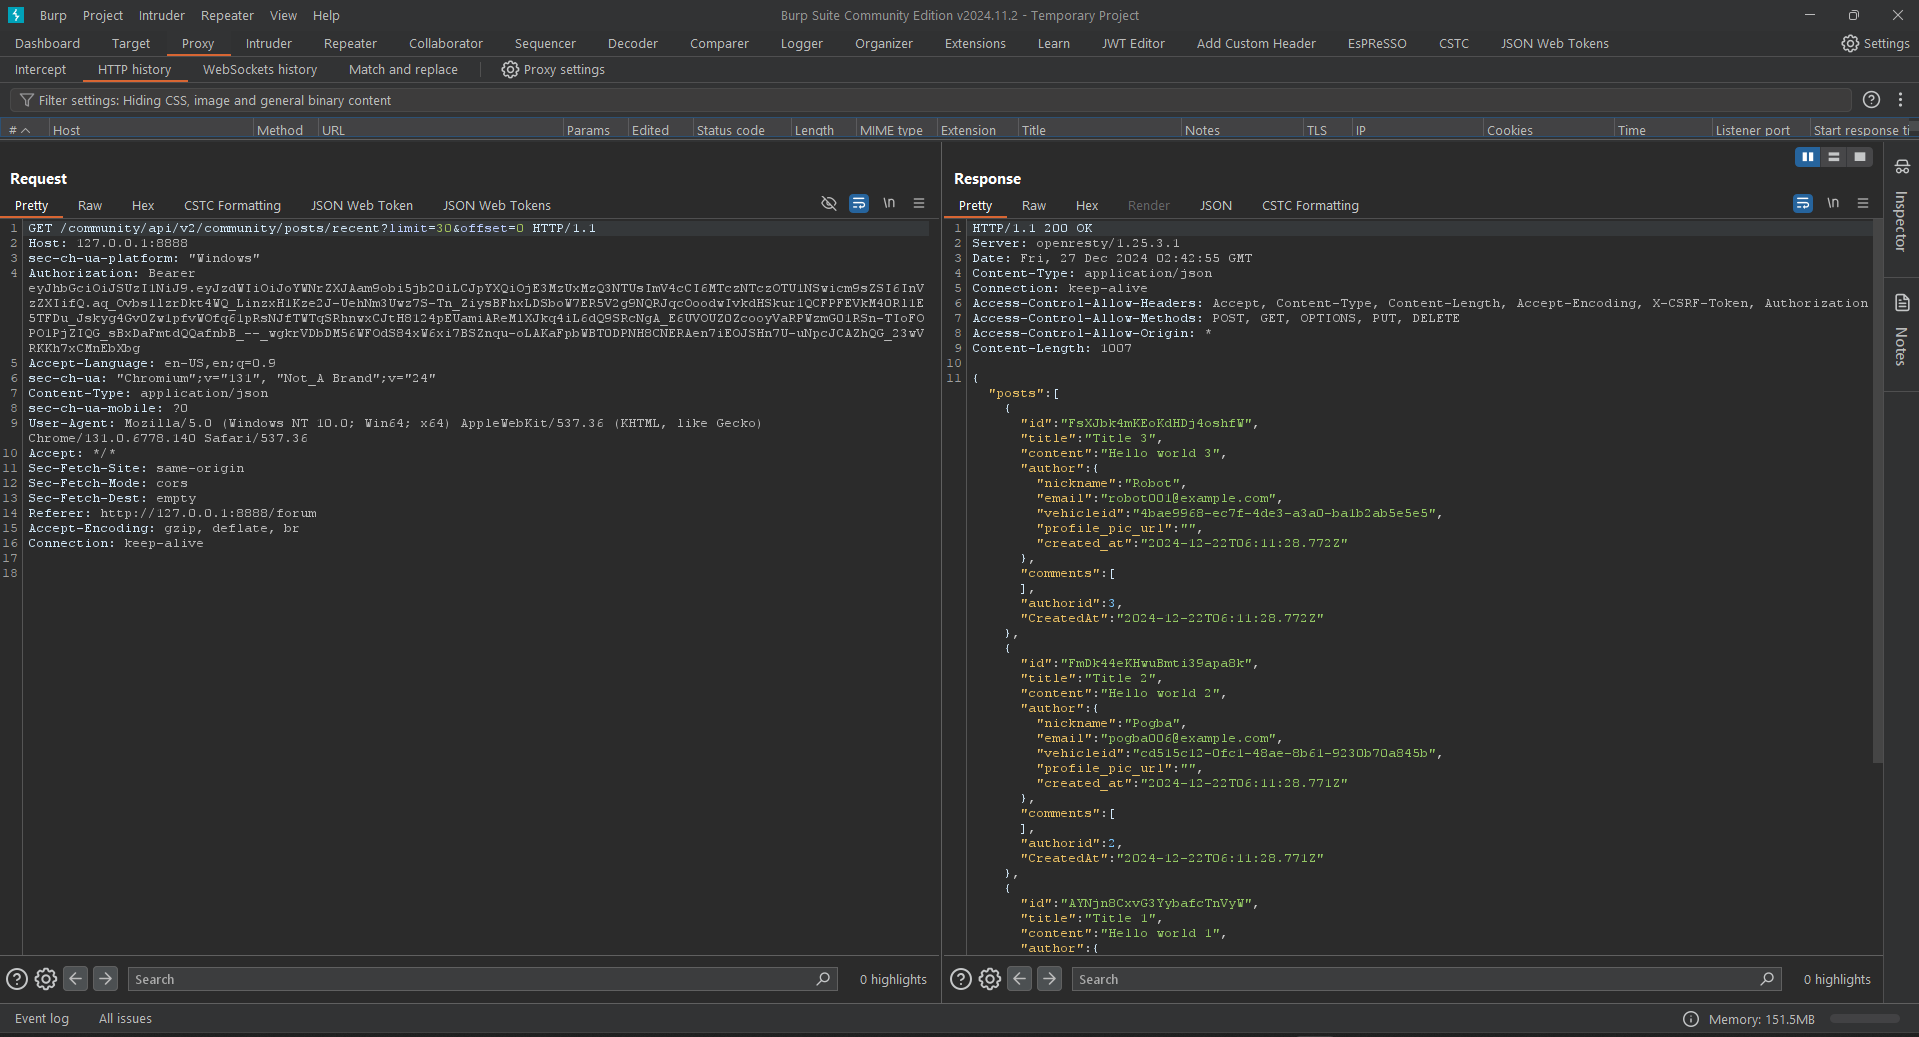 Burp Project Intruder Repeater View Help
Burp Suite Community Edition v2024.11.2 - Temporary Project
Dashboard Target Proxy Intruder Repeater Collaborator Sequencer Decoder Comparer Logger Organizer Extensions Learn JWT Editor Add Custom Header EsPReSSO CSTC JSON Web Tokens Settings
Intercept HTTP history WebSockets history Match and replace Proxy settings
Filter settings: Hiding CSS, image and general binary content
# Host Method URL Params Edited Status code Length MIME type Extension Title Notes TLS IP Cookies Time Listener port Start response ti
Request
Pretty Raw Hex CSTC Formatting JSON Web Token JSON Web Tokens \n
1 GET /community/api/v2/community/posts/recent?limit=30&offset=0 HTTP/1.1
2 Host: 127.0.0.1:8888
3 sec-ch-ua-platform: "Windows"
4 Authorization: Bearer
5 Accept-Language: en-US,en;q=0.9
6 sec-ch-ua: "Chromium";v="131", "Not_A Brand";v="24"
7 Content-Type: application/json
8 sec-ch-ua-mobile: ?0
9 User-Agent: Mozilla/5.0 (Windows NT 10.0; Win64; x64) AppleWebKit/537.36 (KHTML, like Gecko)
Chrome/131.0.6778.140 Safari/537.36
10 Accept: */*
11 Sec-Fetch-Site: same-origin
12 Sec-Fetch-Mode: cors
13 Sec-Fetch-Dest: empty
14 Referer: http://127.0.0.1:8888/forum
15 Accept-Encoding: gzip, deflate, br
16 Connection: keep-alive
17
18
Search 0 highlights
Response
Pretty Raw Hex Render JSON CSTC Formatting \n
1 HTTP/1.1 200 OK
2 Server: openresty/1.25.3.1
3 Date: Fri, 27 Dec 2024 02:42:55 GMT
4 Content-Type: application/json
5 Connection: keep-alive
6 Access-Control-Allow-Headers: Accept, Content-Type, Content-Length, Accept-Encoding, X-CSRF-Token, Authorization
7 Access-Control-Allow-Methods: POST, GET, OPTIONS, PUT, DELETE
8 Access-Control-Allow-Origin: *
9 Content-Length: 1007
10
11 {
"posts":[
{
"id":"FsXJbk4mKEoKdHDj4oshfW",
"title":"Title 3",
"content":"Hello world 3",
"author":{
"nickname":"Robot",
"email":"robot001@example.com",
"vehicleid":"4bae9968-ec7f-4de3-a3a0-ba1b2ab5e5e5",
"profile_pic_url":"",
"created_at":"2024-12-22T06:11:28.772Z"
},
"comments":[
],
"authorid":3,
"CreatedAt":"2024-12-22T06:11:28.772Z"
},
{
"id":"FmDk44eKHwuBmti39apa8k",
"title":"Title 2",
"content":"Hello world 2",
"author":{
"nickname":"Pogba",
"email":"pogba006@example.com",
"vehicleid":"cd515c12-0fc1-48ae-8b61-9230b70a845b",
"profile_pic_url":"",
"created_at":"2024-12-22T06:11:28.771Z"
},
"comments":[
],
"authorid":2,
"CreatedAt":"2024-12-22T06:11:28.771Z"
},
{
"id":"AYNjn8CxvG3YybafcTnVyW",
"title":"Title 1",
"content":"Hello world 1",
"author":{
Search 0 highlights
Inspector
Notes
Event log All issues
Memory: 151.5MB